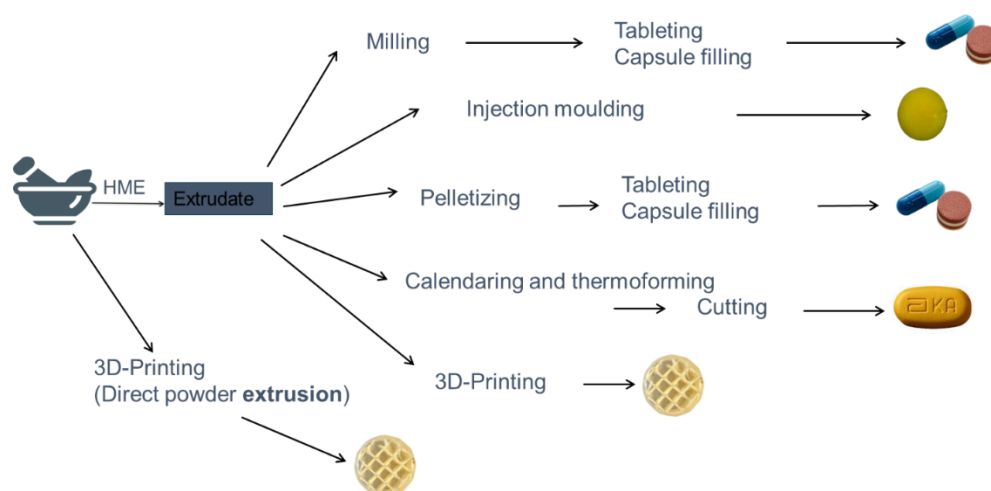 Milling
Tableting
Capsule filling
Injection moulding
HME
Extrudate
Pelletizing
Tableting
Capsule filling
Calendaring and thermoforming
Cutting
KA
3D-Printing
(Direct powder extrusion)
3D-Printing